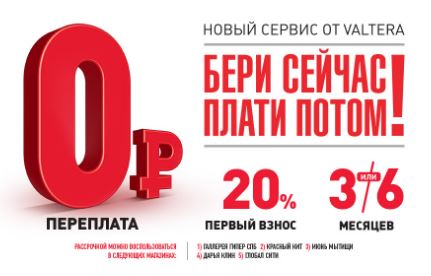 0₽
ПЕРЕПЛАТА
НОВЫЙ СЕРВИС ОТ VALTERA
БЕРИ СЕЙЧАС
ПЛАТИ ПОТОМ!
20%
ПЕРВЫЙ ВЗНОС
3 ИЛИ 6
МЕСЯЦЕВ
РАССРОЧКОЙ МОЖНО ВОСПОЛЬЗОВАТЬСЯ
В СЛЕДУЮЩИХ МАГАЗИНАХ:
1) ГАЛЛЕРЕЯ ГИПЕР СПБ 2) КРАСНЫЙ КИТ 3) ИЮНЬ МЫТИЩИ
4) ДАРЬЯ КЛИН 5) ГЛОБАЛ СИТИ